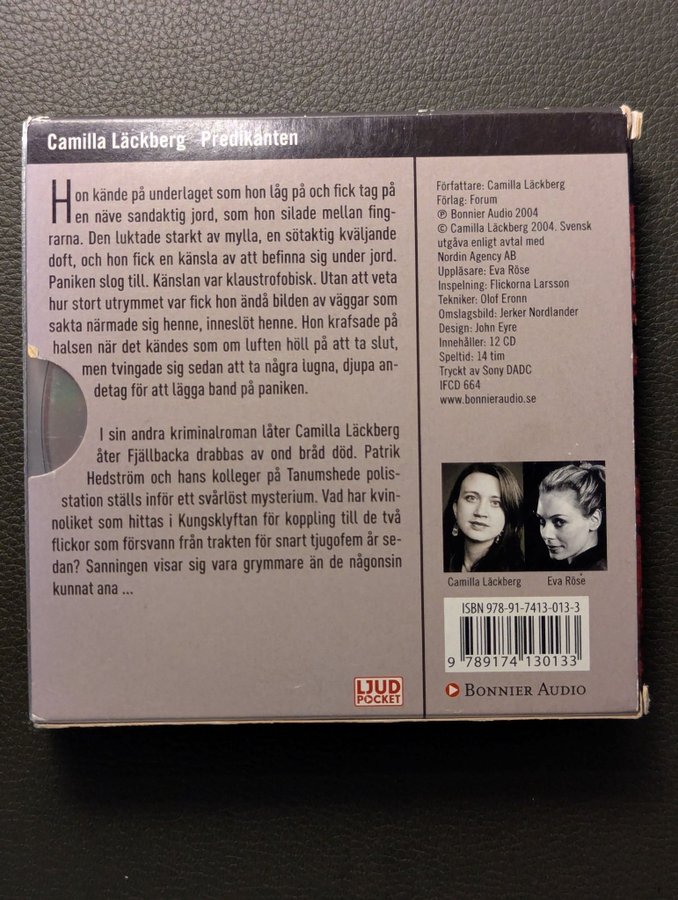 Camilla Läckberg Predikanten
Hon kände på underlaget som hon låg på och fick tag på
en näve sandaktig jord, som hon silade mellan fing-
rarna. Den luktade starkt av mylla, en sötaktig kväljande
doft, och hon fick en känsla av att befinna sig under jord.
Paniken slog till. Känslan var klaustrofobisk. Utan att veta
hur stort utrymmet var fick hon ändå bilden av väggar som
sakta närmade sig henne, inneslöt henne. Hon krafsade på
halsen när det kändes som om luften höll på att ta slut,
men tvingade sig sedan att ta några lugna, djupa an-
detag för att lägga band på paniken.
I sin andra kriminalroman låter Camilla Läckberg
åter Fjällbacka drabbas av ond bråd död. Patrik
Hedström och hans kolleger på Tanumshede polis-
station ställs inför ett svårlöst mysterium. Vad har kvin-
noliket som hittas i Kungsklyftan för koppling till de två
flickor som försvann från trakten för snart tjugofem år se-
dan? Sanningen visar sig vara grymmare än de någonsin
kunnat ana ...
LJUD
POCKET
Författare: Camilla Läckberg
Förlag: Forum
℗ Bonnier Audio 2004
© Camilla Läckberg 2004. Svensk
utgåva enligt avtal med
Nordin Agency AB
Uppläsare: Eva Röse
Inspelning: Flickorna Larsson
Tekniker: Olof Eronn
Omslagsbild: Jerker Nordlander
Design: John Eyre
Innehåller: 12 CD
Speltid: 14 tim
Tryckt av Sony DADC
IFCD 664
www.bonnieraudio.se
Camilla Läckberg Eva Röse
ISBN 978-91-7413-013-3
9 789174 130133
BONNIER AUDIO